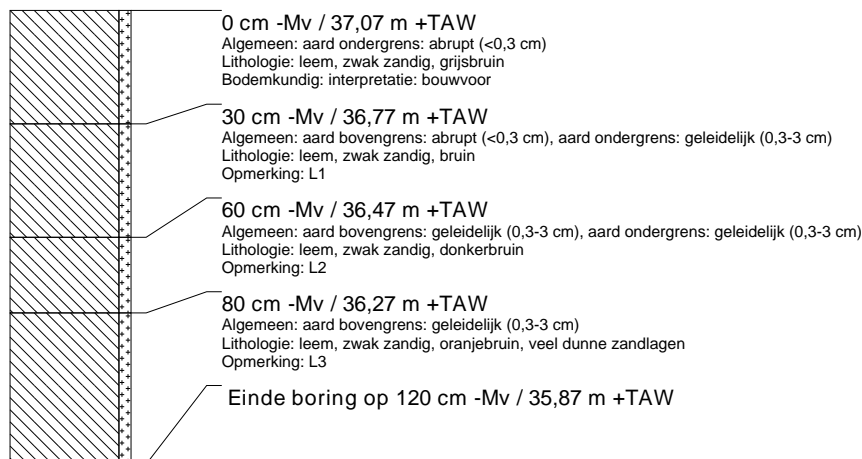 0 cm -Mv / 37,07 m +TAW
Algemeen: aard ondergrens: abrupt (<0,3 cm)
Lithologie: leem, zwak zandig, grijsbruin
Bodemkundig: interpretatie: bouwvoor
30 cm -Mv / 36,77 m +TAW
Algemeen: aard bovengrens: abrupt (<0,3 cm), aard ondergrens: geleidelijk (0,3-3 cm)
Lithologie: leem, zwak zandig, bruin
Opmerking: L1
60 cm -Mv / 36,47 m +TAW
Algemeen: aard bovengrens: geleidelijk (0,3-3 cm), aard ondergrens: geleidelijk (0,3-3 cm)
Lithologie: leem, zwak zandig, donkerbruin
Opmerking: L2
80 cm -Mv / 36,27 m +TAW
Algemeen: aard bovengrens: geleidelijk (0,3-3 cm)
Lithologie: leem, zwak zandig, oranjebruin, veel dunne zandlagen
Opmerking: L3
Einde boring op 120 cm -Mv / 35,87 m +TAW